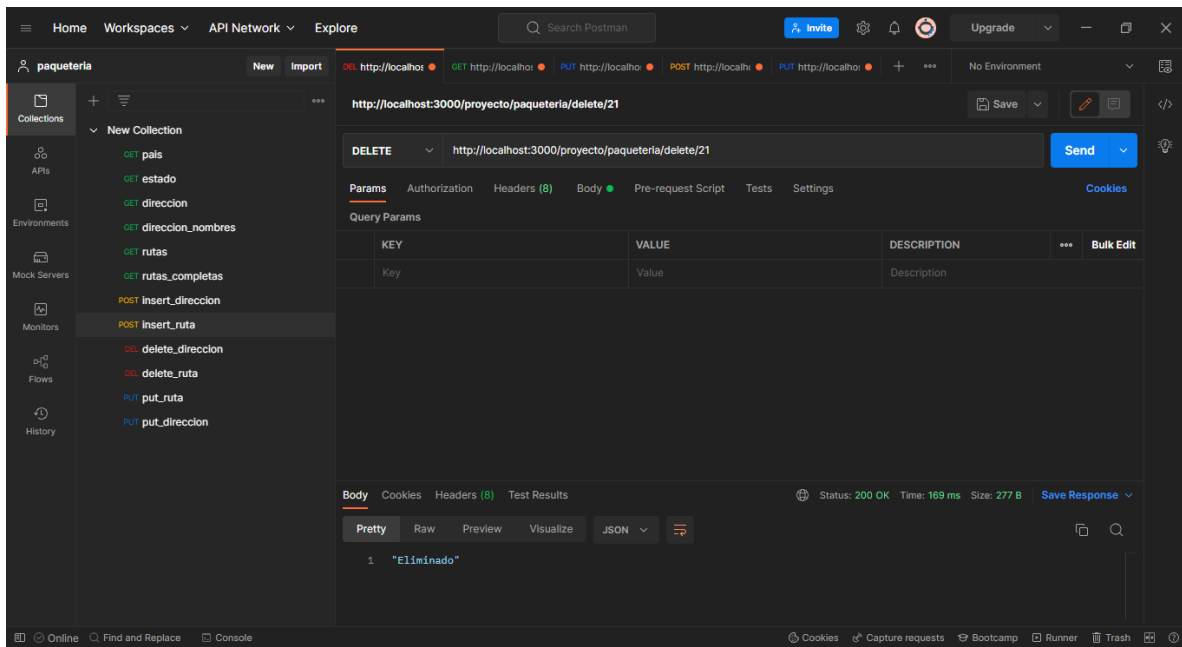 Home Workspaces API Network Explore Search Postman Invite Upgrade
paqueteria New Import DEL http://localhos GET http://localhos PUT http://localhos POST http://localho PUT http://localhos No Environment
Collections
APIs
Environments
Mock Servers
Monitors
Flows
History
New Collection
GET pais
GET estado
GET direccion
GET direccion_nombres
GET rutas
GET rutas_completas
POST insert_direccion
POST insert_ruta
DEL delete_direccion
DEL delete_ruta
PUT put_ruta
PUT put_direccion
http://localhost:3000/proyecto/paqueteria/delete/21 Save
DELETE http://localhost:3000/proyecto/paqueteria/delete/21 Send
Params Authorization Headers (8) Body Pre-request Script Tests Settings Cookies
Query Params
KEY VALUE DESCRIPTION Bulk Edit
Key Value Description
Body Cookies Headers (8) Test Results Status: 200 OK Time: 169 ms Size: 277 B Save Response
Pretty Raw Preview Visualize JSON
1 "Eliminado"
Online Find and Replace Console Cookies Capture requests Bootcamp Runner Trash